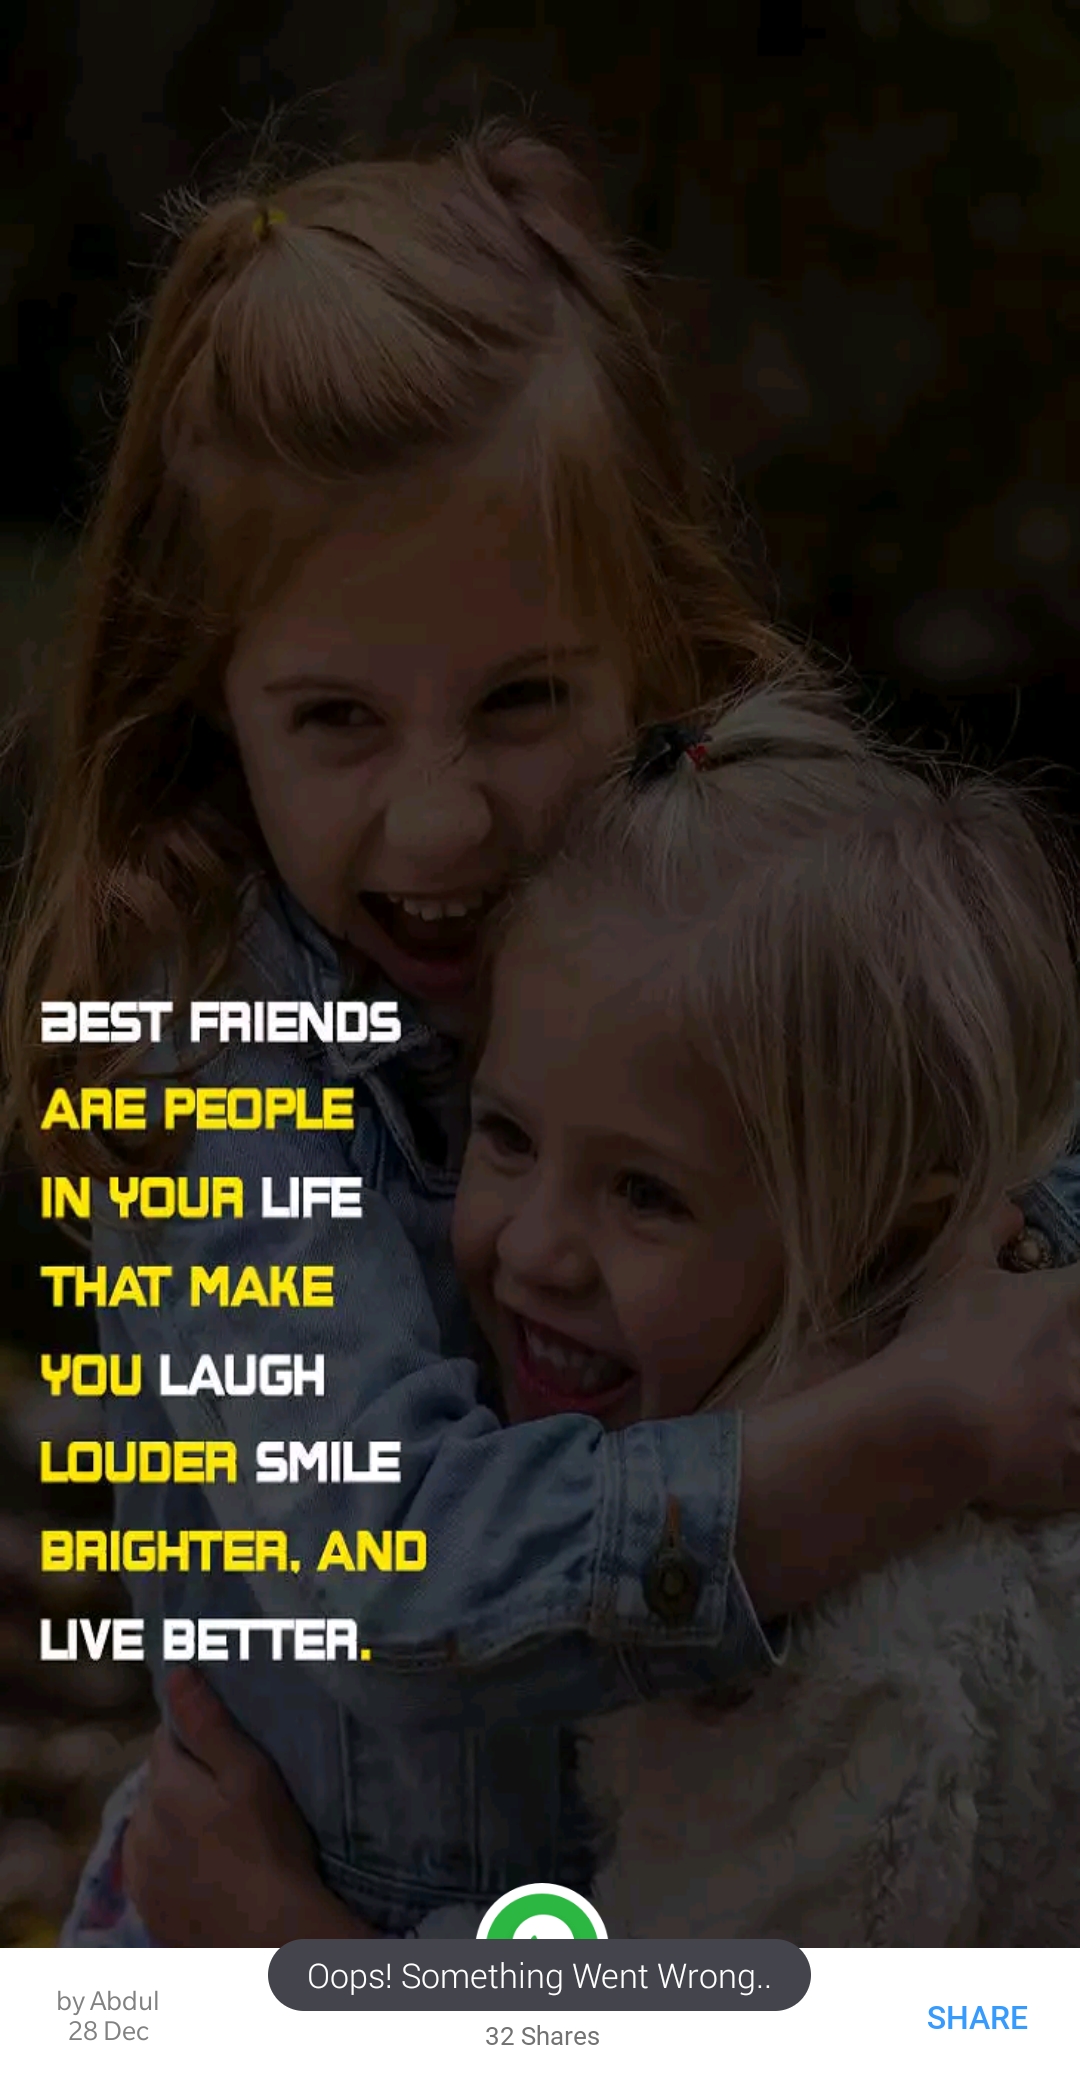 BEST FRIENDS
ARE PEOPLE
IN YOUR LIFE
THAT MAKE
YOU LAUGH
LOUDER SMILE
BRIGHTER, AND
LIVE BETTER.
Oops! Something Went Wrong..
by Abdul
28 Dec
32 Shares
SHARE